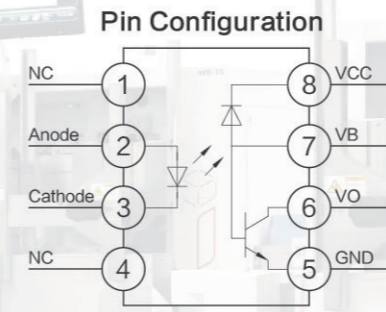 Pin Configuration
NC 1 8 VCC
Anode 2 7 VB
Cathode 3 6 VO
NC 4 5 GND